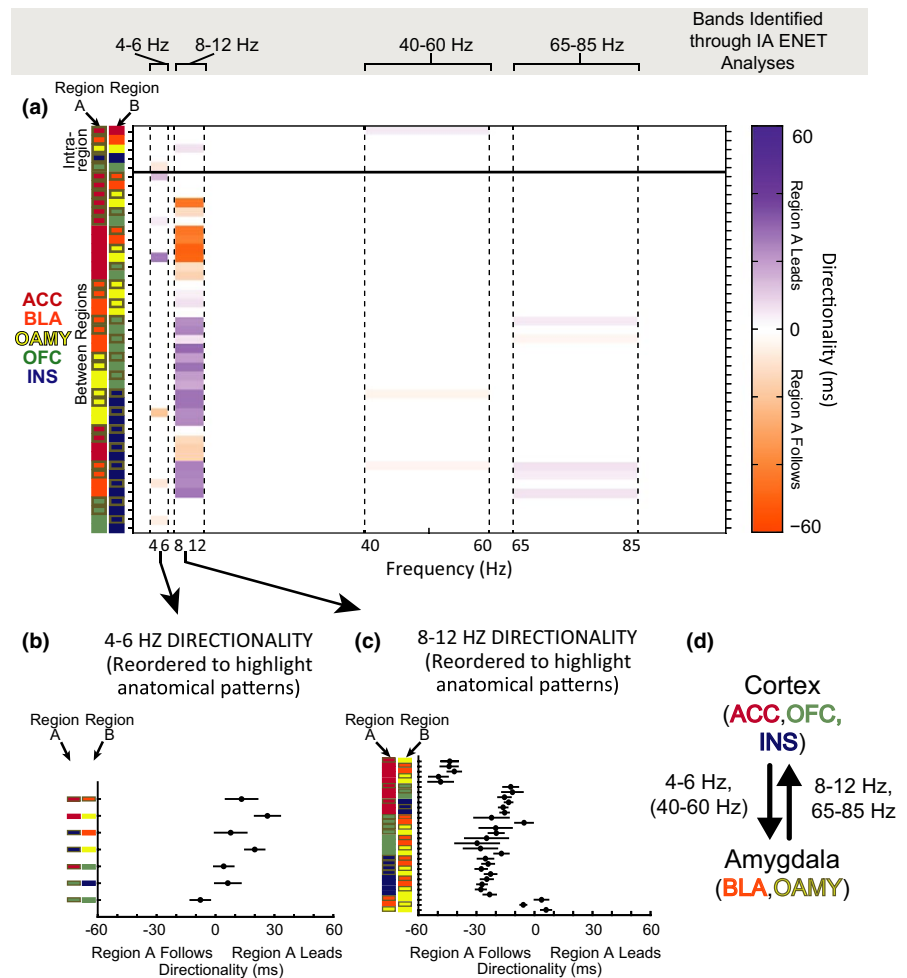 4-6 Hz
8-12 Hz
40-60 Hz
65-85 Hz
Bands Identified
through IA ENET
Analyses
(a)
Region
A
Region
B
Intra-
region
Between Regions
ACC
BLA
OAMY
OFC
INS
4 6 8 12
40
60
65
85
Frequency (Hz)
60
0
−60
Region A Leads
Region A Follows
Directionality (ms)
(b)
4-6 HZ DIRECTIONALITY
(Reordered to highlight
anatomical patterns)
Region
A
Region
B
-60
-30
0
30
60
Region A Follows
Region A Leads
Directionality (ms)
(c)
8-12 HZ DIRECTIONALITY
(Reordered to highlight
anatomical patterns)
Region
A
Region
B
-60
-30
0
30
60
Region A Follows
Region A Leads
Directionality (ms)
(d)
Cortex
(ACC,OFC,
INS)
4-6 Hz,
(40-60 Hz)
8-12 Hz,
65-85 Hz
Amygdala
(BLA,OAMY)